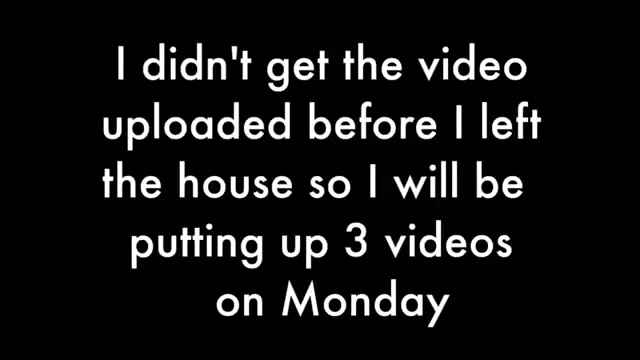 I didn't get the video
uploaded before I left
the house so I will be
putting up 3 videos
on Monday